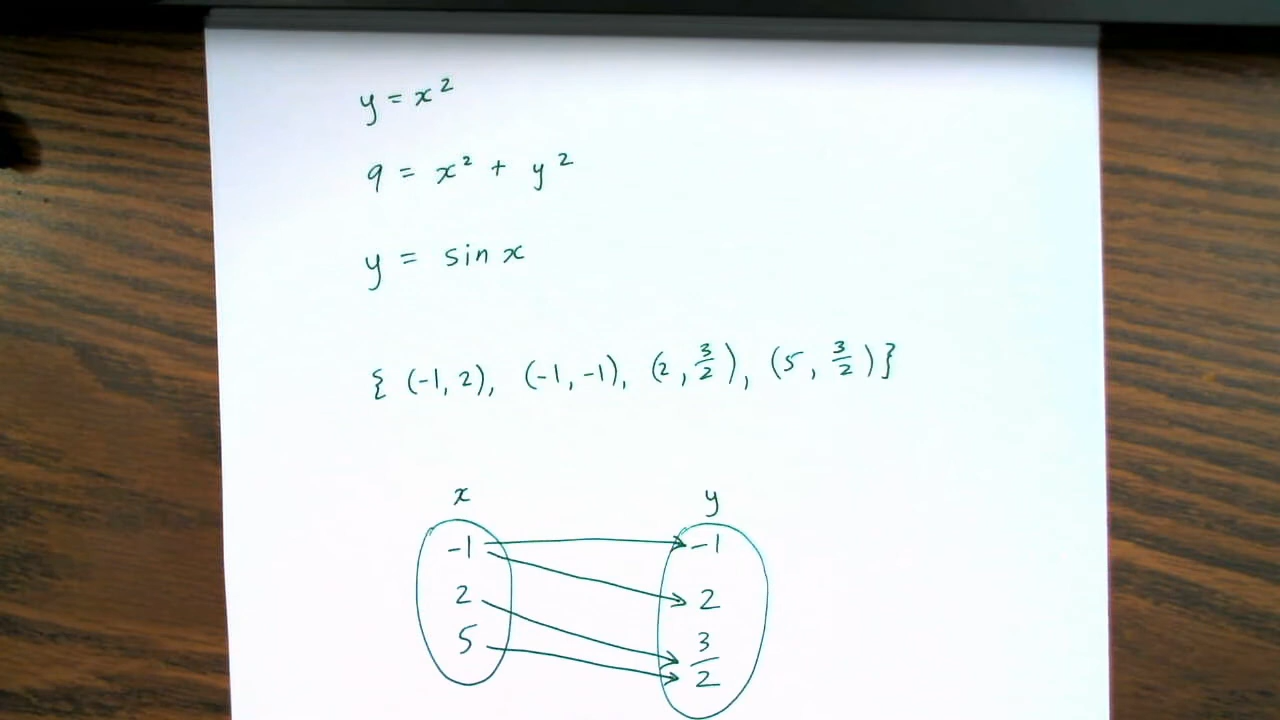 y = x²
9 = x² + y²
y = sin x
{ (-1, 2), (-1, -1), (2, 3/2), (5, 3/2) }
x y
-1 -1
2 2
5 3/2